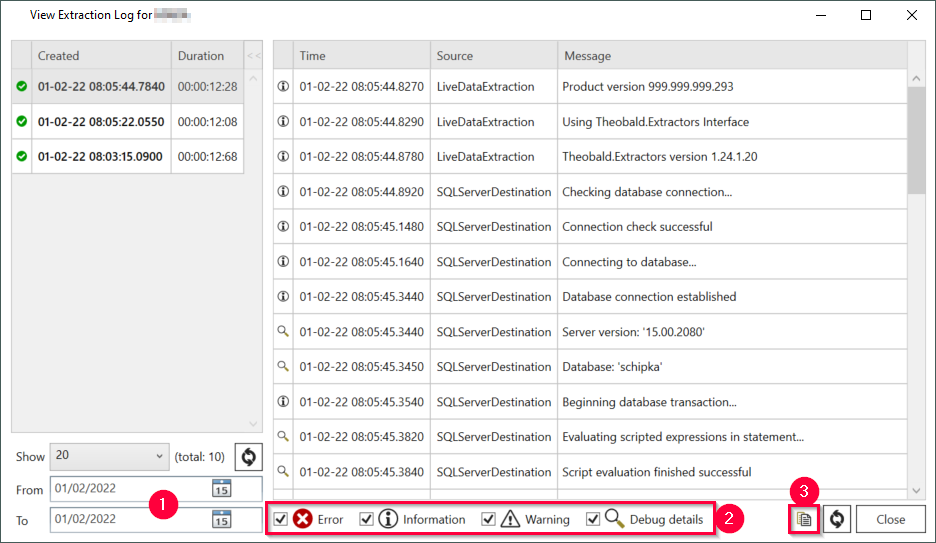 View Extraction Log for
Created Duration <<
01-02-22 08:05:44.7840 00:00:12:28
01-02-22 08:05:22.0550 00:00:12:08
01-02-22 08:03:15.0900 00:00:12:68
Show 20 (total: 10)
From 01/02/2022 15
To 01/02/2022 15
1
Time Source Message
01-02-22 08:05:44.8270 LiveDataExtraction Product version 999.999.999.293
01-02-22 08:05:44.8290 LiveDataExtraction Using Theobald.Extractors Interface
01-02-22 08:05:44.8780 LiveDataExtraction Theobald.Extractors version 1.24.1.20
01-02-22 08:05:44.8920 SQLServerDestination Checking database connection...
01-02-22 08:05:45.1480 SQLServerDestination Connection check successful
01-02-22 08:05:45.1640 SQLServerDestination Connecting to database...
01-02-22 08:05:45.3440 SQLServerDestination Database connection established
01-02-22 08:05:45.3440 SQLServerDestination Server version: '15.00.2080'
01-02-22 08:05:45.3450 SQLServerDestination Database: 'schipka'
01-02-22 08:05:45.3540 SQLServerDestination Beginning database transaction...
01-02-22 08:05:45.3820 SQLServerDestination Evaluating scripted expressions in statement...
01-02-22 08:05:45.3840 SQLServerDestination Script evaluation finished successful
Error Information Warning Debug details 2
3
Close